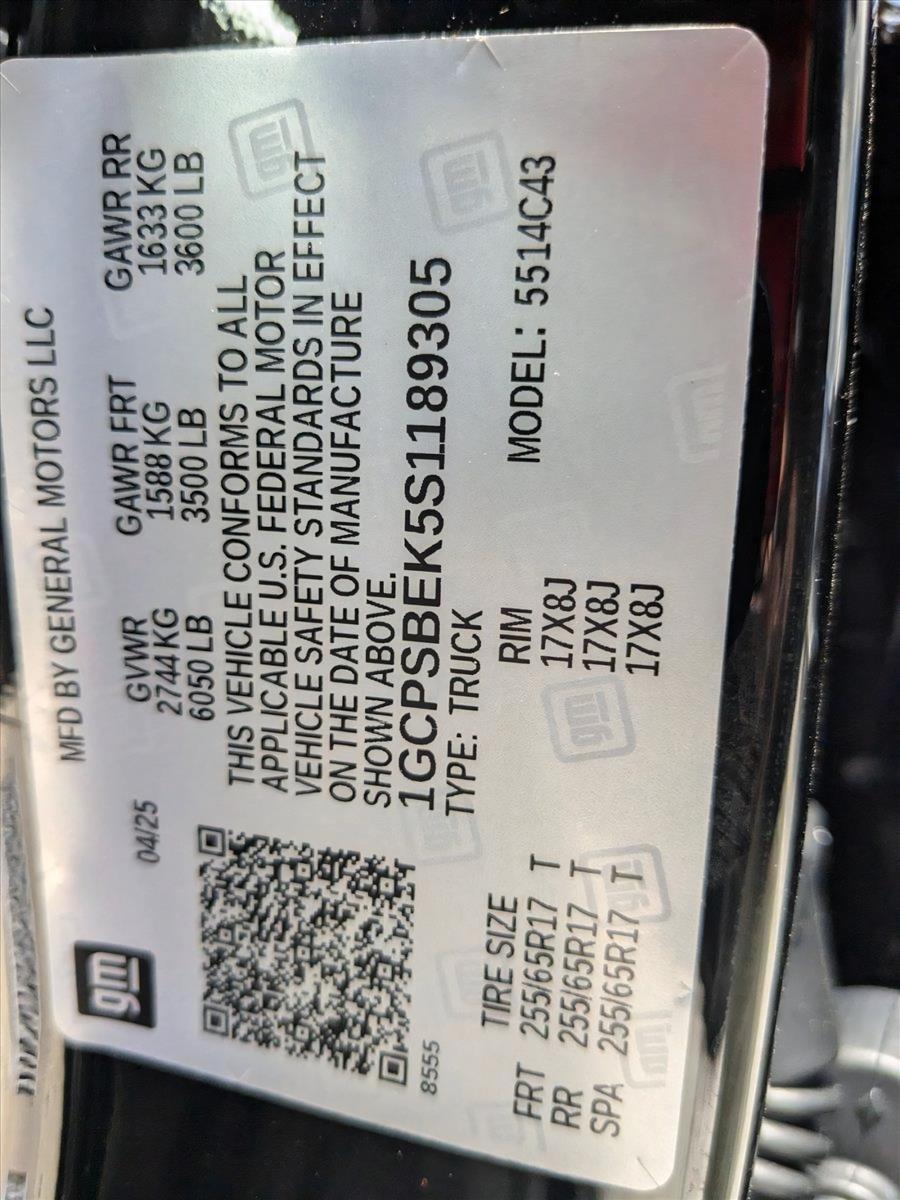 gm
MFD BY GENERAL MOTORS LLC
04/25
GVWR GAWR FRT GAWR RR
2744 KG 1588 KG 1633 KG
6050 LB 3500 LB 3600 LB
THIS VEHICLE CONFORMS TO ALL
APPLICABLE U.S. FEDERAL MOTOR
VEHICLE SAFETY STANDARDS IN EFFECT
ON THE DATE OF MANUFACTURE
SHOWN ABOVE.
1GCPSBEK5S1189305
TYPE: TRUCK
8555
MODEL: 5514C43
TIRE SIZE RIM
FRT 255/65R17 T 17X8J
RR 255/65R17 T 17X8J
SPA 255/65R17 T 17X8J